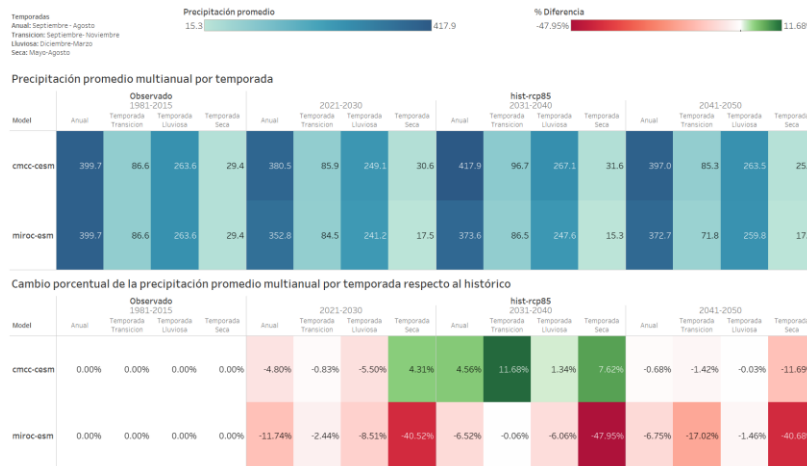 Temporadas
Anual: Septiembre - Agosto
Transicion: Septiembre-Noviembre
Lluviosa: Diciembre-Marzo
Seca: Mayo-Agosto
Precipitación promedio
15.3 417.9
% Diferencia
-47.95% 11.68%
Precipitación promedio multianual por temporada
Observado hist-rcp85
1981-2015 2021-2030 2031-2040 2041-2050
Model Anual Temporada Transicion Temporada Lluviosa Temporada Seca Anual Temporada Transicion Temporada Lluviosa Temporada Seca Anual Temporada Transicion Temporada Lluviosa Temporada Seca Anual Temporada Transicion Temporada Lluviosa Temporada Seca
cmcc-cesm 399.7 86.6 263.6 29.4 380.5 85.9 249.1 30.6 417.9 96.7 267.1 31.6 397.0 85.3 263.5 25.
miroc-esm 399.7 86.6 263.6 29.4 352.8 84.5 241.2 17.5 373.6 86.5 247.6 15.3 372.7 71.8 259.8 17.
Cambio porcentual de la precipitación promedio multianual por temporada respecto al histórico
Observado hist-rcp85
1981-2015 2021-2030 2031-2040 2041-2050
Model Anual Temporada Transicion Temporada Lluviosa Temporada Seca Anual Temporada Transicion Temporada Lluviosa Temporada Seca Anual Temporada Transicion Temporada Lluviosa Temporada Seca Anual Temporada Transicion Temporada Lluviosa Temporada Seca
cmcc-cesm 0.00% 0.00% 0.00% 0.00% -4.80% -0.83% -5.50% 4.31% 4.56% 11.68% 1.34% 7.62% -0.68% -1.42% -0.03% -11.69%
miroc-esm 0.00% 0.00% 0.00% 0.00% -11.74% -2.44% -8.51% -40.52% -6.52% -0.06% -6.06% -47.95% -6.75% -17.02% -1.46% -40.68%